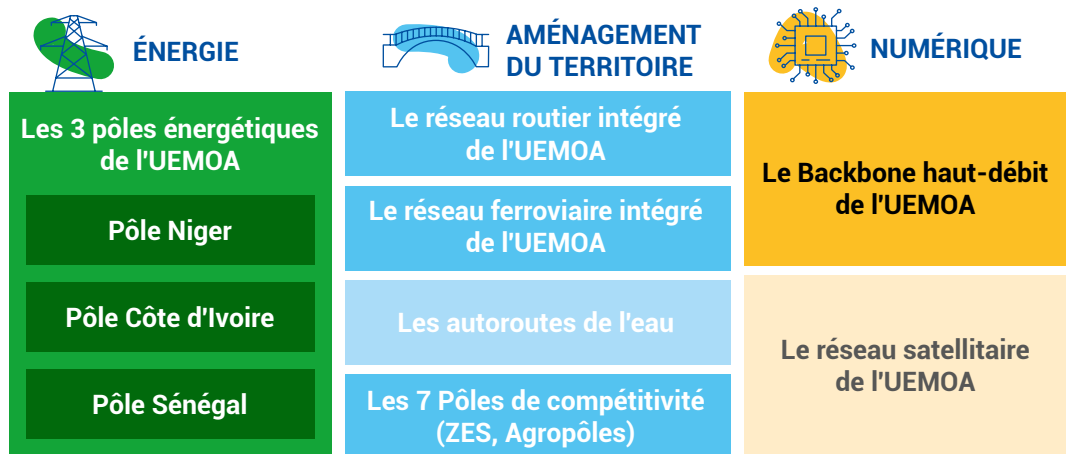 ÉNERGIE
Les 3 pôles énergétiques
de l'UEMOA
Pôle Niger
Pôle Côte d'Ivoire
Pôle Sénégal
AMÉNAGEMENT
DU TERRITOIRE
Le réseau routier intégré
de l'UEMOA
Le réseau ferroviaire intégré
de l'UEMOA
Les autoroutes de l'eau
Les 7 Pôles de compétitivité
(ZES, Agropôles)
NUMÉRIQUE
Le Backbone haut-débit
de l'UEMOA
Le réseau satellitaire
de l'UEMOA